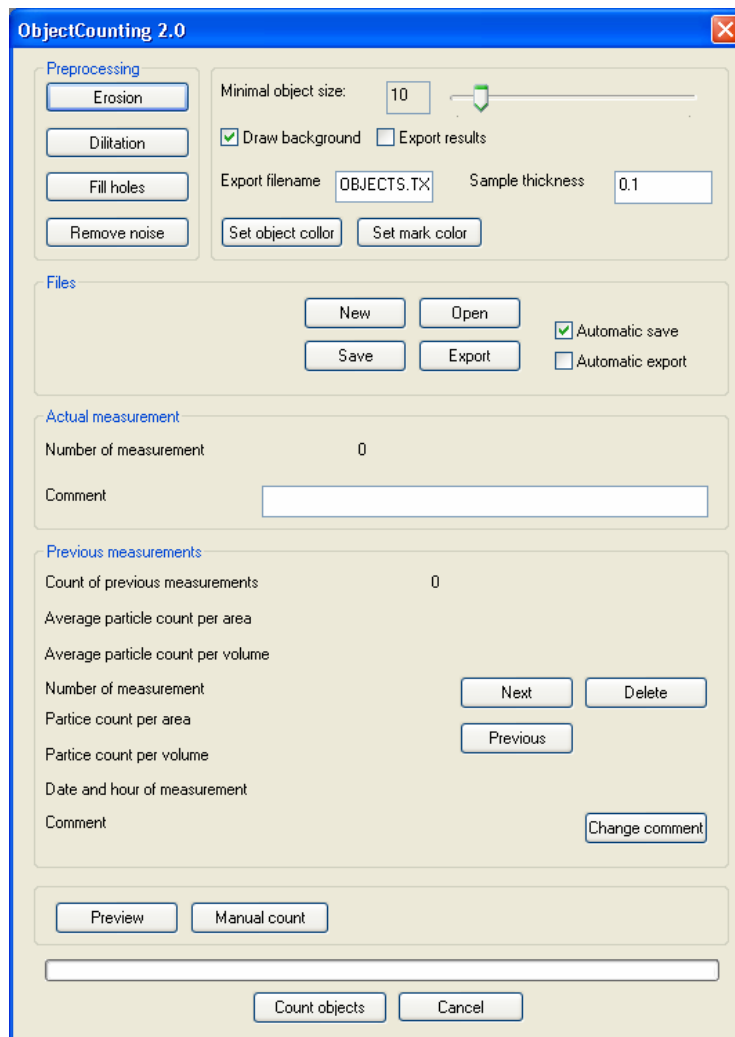 ObjectCounting 2.0
Preprocessing
Erosion
Dilitation
Fill holes
Remove noise
Minimal object size: 10
Draw background Export results
Export filename OBJECTS.TX Sample thickness 0.1
Set object collor Set mark color
Files
New Open
Save Export
Automatic save
Automatic export
Actual measurement
Number of measurement 0
Comment
Previous measurements
Count of previous measurements 0
Average particle count per area
Average particle count per volume
Number of measurement
Next Delete
Partice count per area
Previous
Partice count per volume
Date and hour of measurement
Comment
Change comment
Preview Manual count
Count objects Cancel